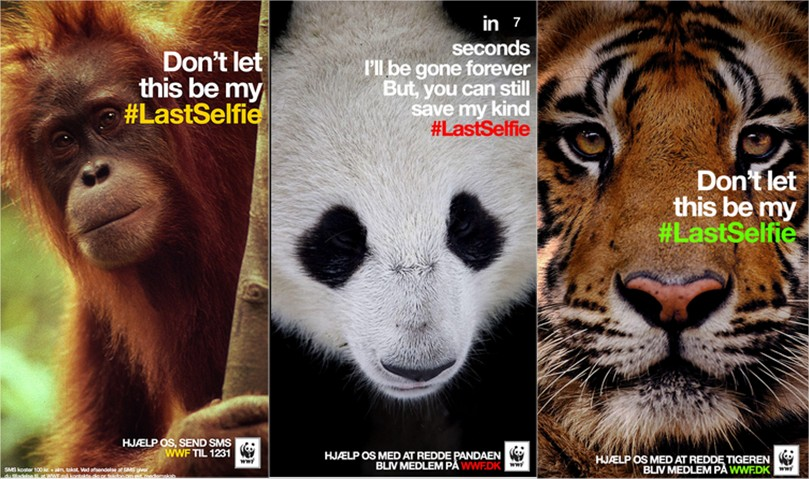 Don't let
this be my
#LastSelfie
HJÆLP OS, SEND SMS
WWF TIL 1231
WWF
in 7
seconds
I'll be gone forever
But, you can still
save my kind
#LastSelfie
HJÆLP OS MED AT REDDE PANDAEN
BLIV MEDLEM PÅ WWF.DK
WWF
Don't let
this be my
#LastSelfie
HJÆLP OS MED AT REDDE TIGEREN
BLIV MEDLEM PÅ WWF.DK
WWF